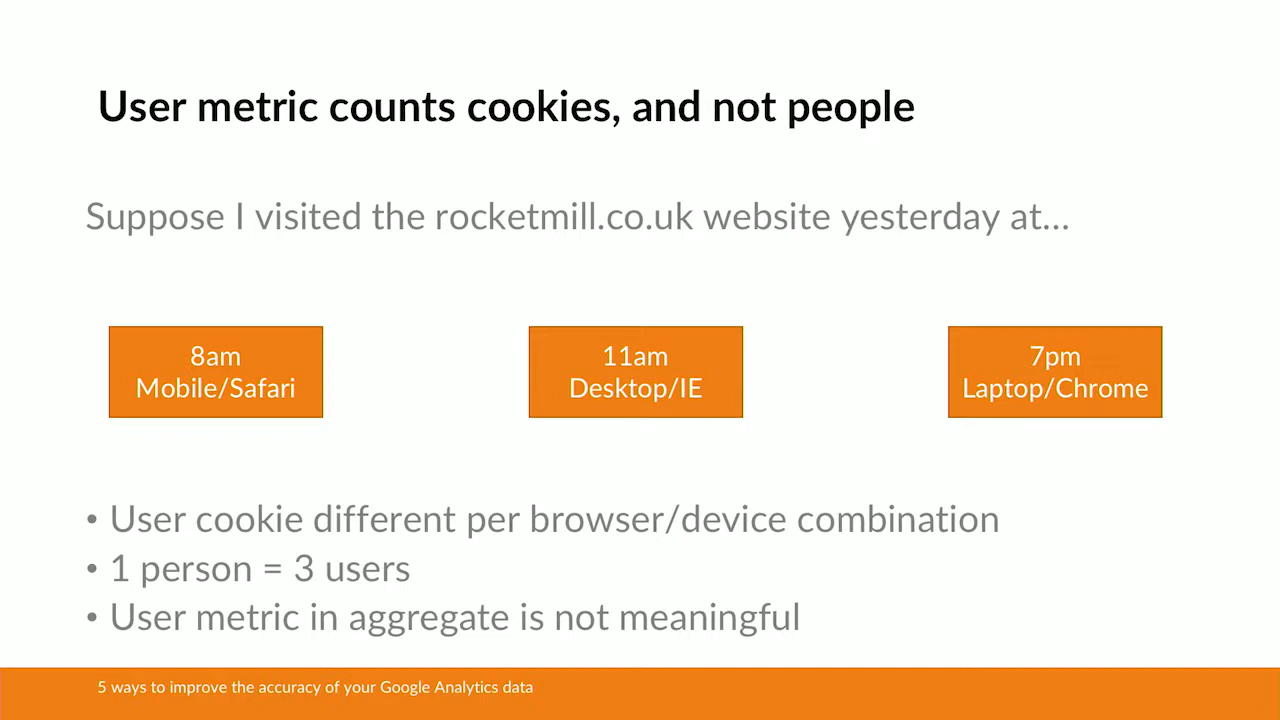 User metric counts cookies, and not people
Suppose I visited the rocketmill.co.uk website yesterday at...
8am
Mobile/Safari
11am
Desktop/IE
7pm
Laptop/Chrome
• User cookie different per browser/device combination
• 1 person = 3 users
• User metric in aggregate is not meaningful
5 ways to improve the accuracy of your Google Analytics data